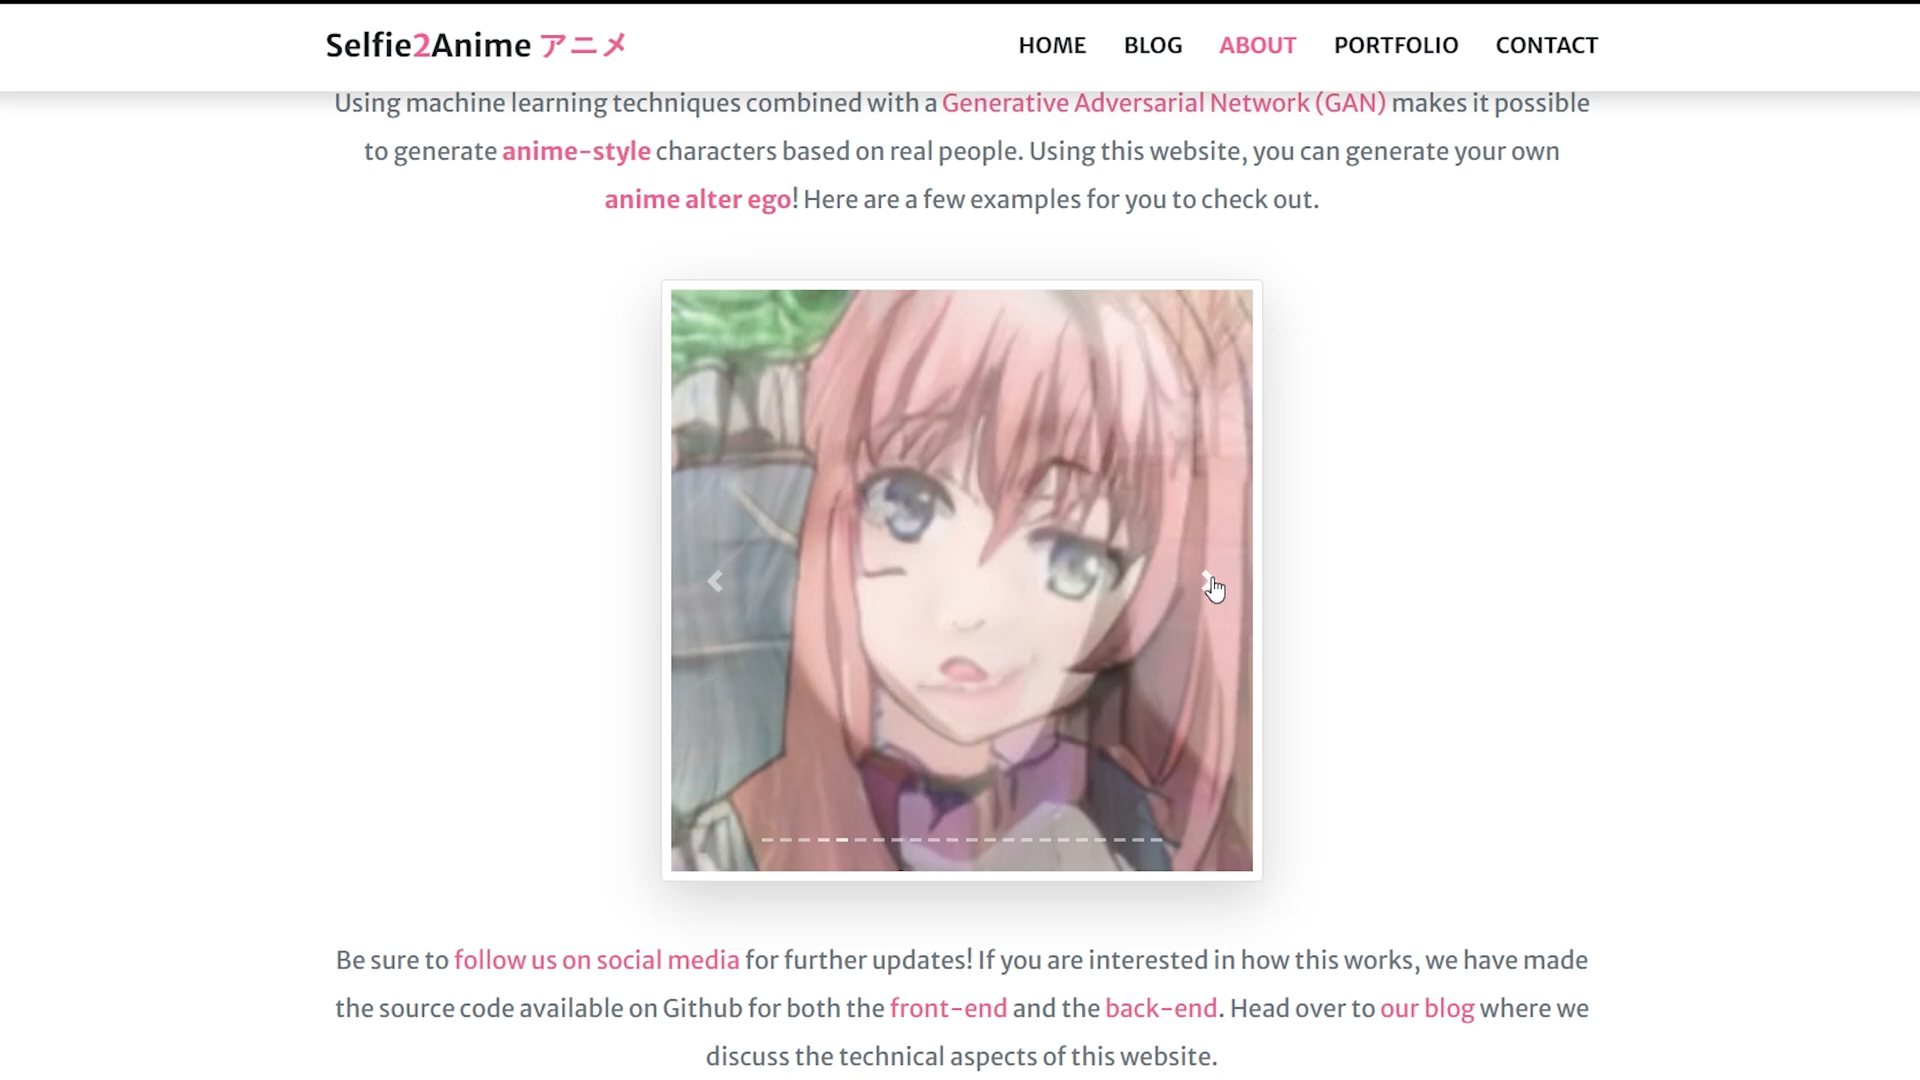 Selfie2Anime アニメ
HOME BLOG ABOUT PORTFOLIO CONTACT
Using machine learning techniques combined with a Generative Adversarial Network (GAN) makes it possible
to generate anime-style characters based on real people. Using this website, you can generate your own
anime alter ego! Here are a few examples for you to check out.
Be sure to follow us on social media for further updates! If you are interested in how this works, we have made
the source code available on Github for both the front-end and the back-end. Head over to our blog where we
discuss the technical aspects of this website.